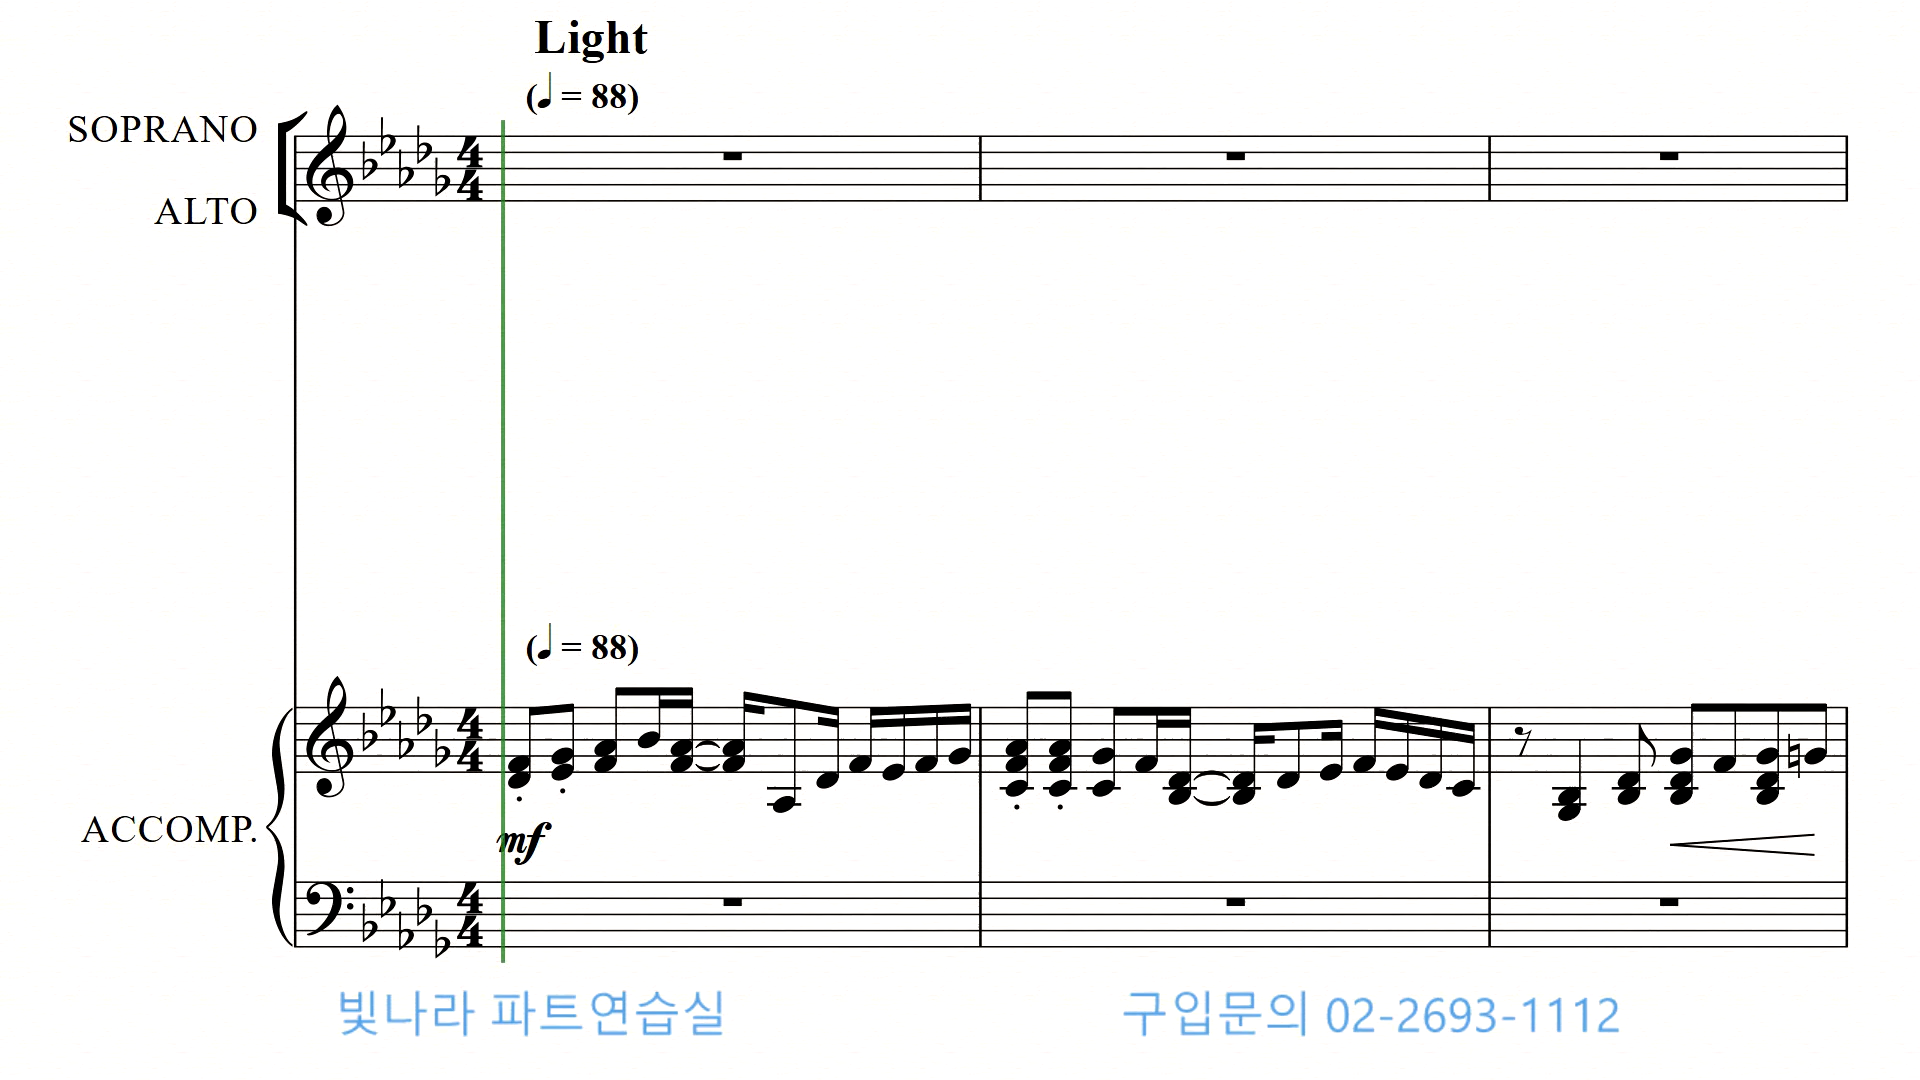 Light
(♩ = 88)
SOPRANO
ALTO
(♩ = 88)
ACCOMP.
mf
빛나라 파트연습실
구입문의 02-2693-1112